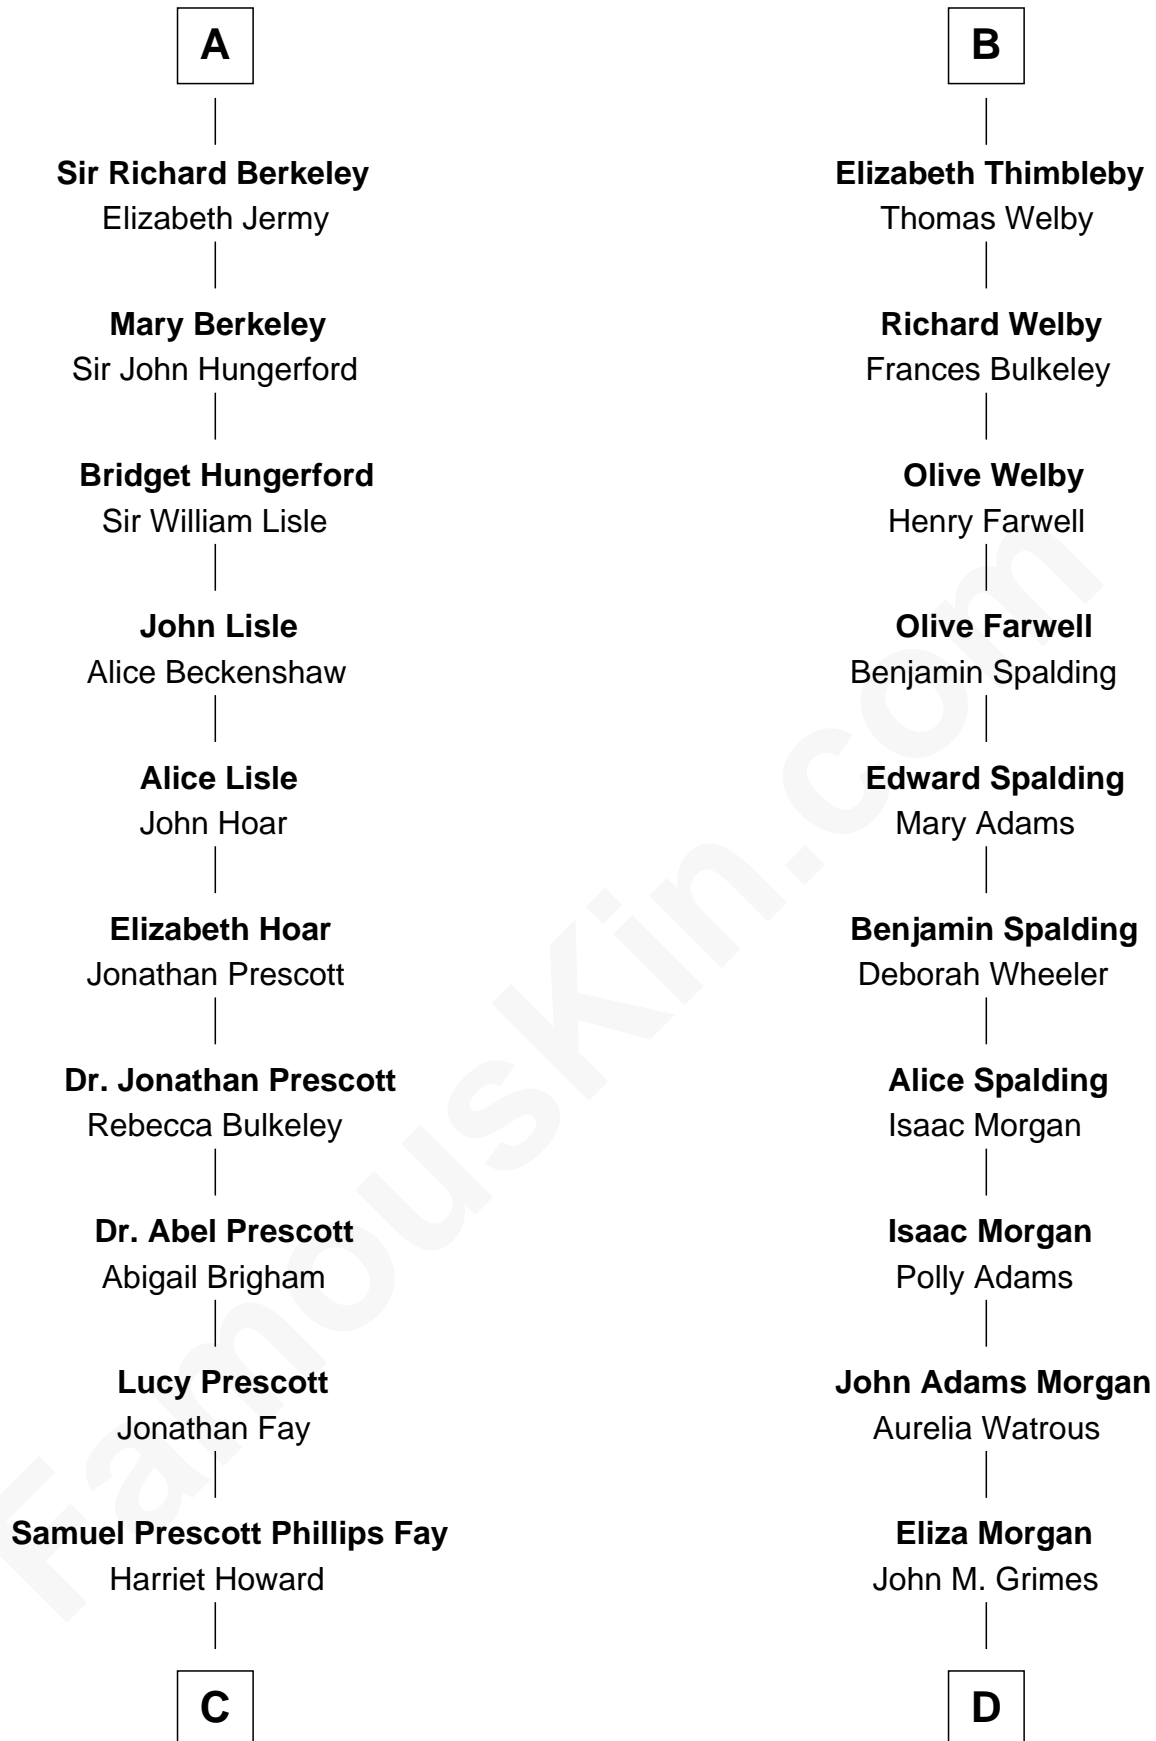 A
B
Sir Richard Berkeley
Elizabeth Jermy
Elizabeth Thimbleby
Thomas Welby
Mary Berkeley
Sir John Hungerford
Richard Welby
Frances Bulkeley
Bridget Hungerford
Sir William Lisle
Olive Welby
Henry Farwell
John Lisle
Alice Beckenshaw
Olive Farwell
Benjamin Spalding
Alice Lisle
John Hoar
Edward Spalding
Mary Adams
Elizabeth Hoar
Jonathan Prescott
Benjamin Spalding
Deborah Wheeler
Dr. Jonathan Prescott
Rebecca Bulkeley
Alice Spalding
Isaac Morgan
Dr. Abel Prescott
Abigail Brigham
Isaac Morgan
Polly Adams
Lucy Prescott
Jonathan Fay
John Adams Morgan
Aurelia Watrous
Samuel Prescott Phillips Fay
Harriet Howard
Eliza Morgan
John M. Grimes
C
D
FamousKin.com